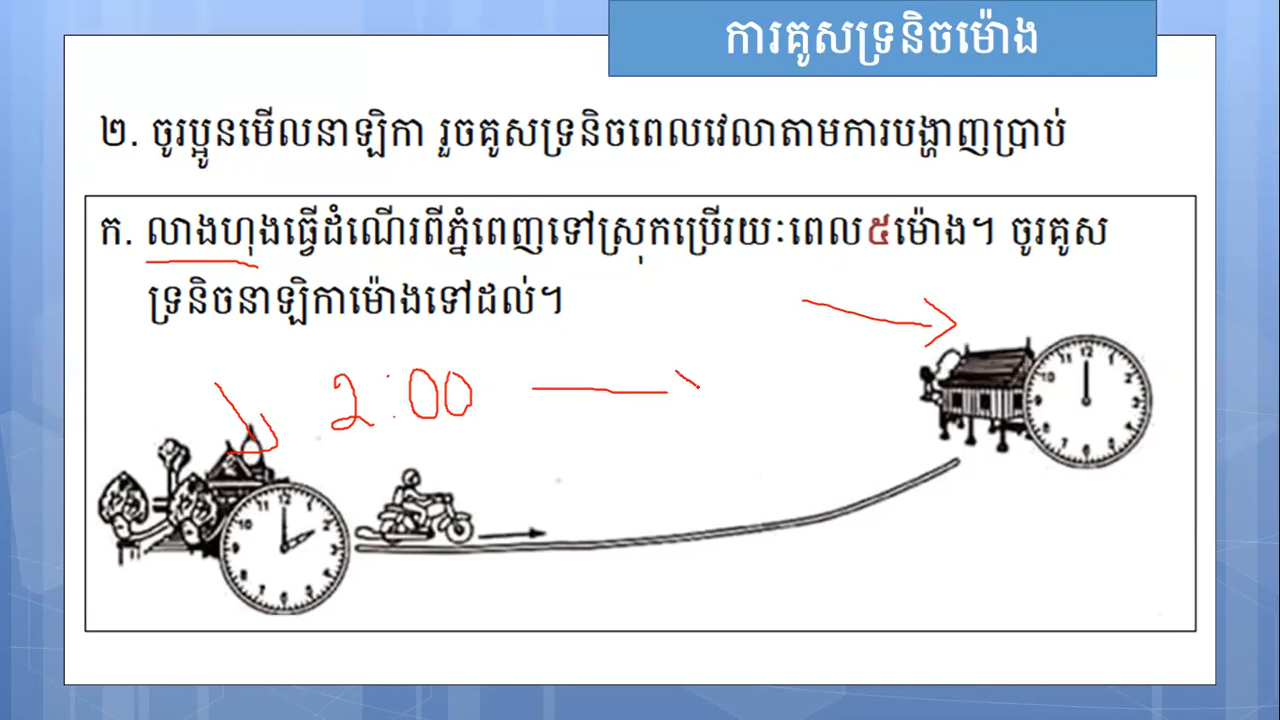 ការគូសទ្រនិចម៉ោង
២. ចូរប្អូនមើលនាឡិកា រួចគូសទ្រនិចពេលវេលាតាមការបង្ហាញប្រាប់
ក. លាងហុងធ្វើដំណើរពីភ្នំពេញទៅស្រុកប្រើរយៈពេល៥ម៉ោង។ ចូរគូស
ទ្រនិចនាឡិកាម៉ោងទៅដល់។
2:00